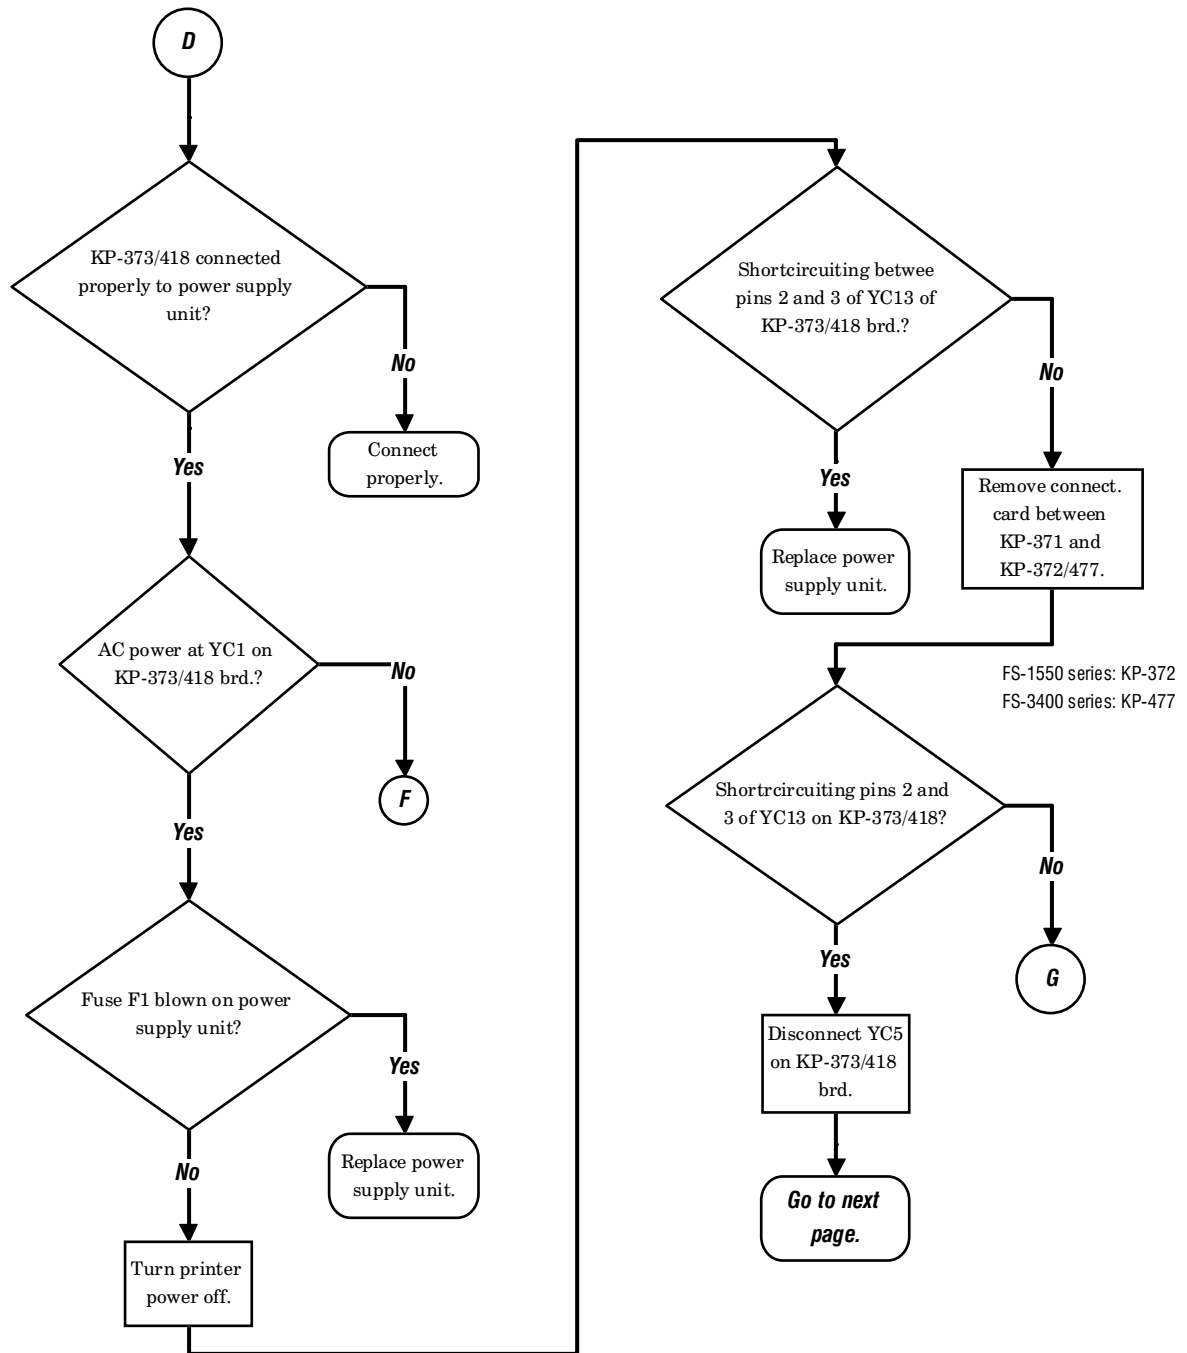 D
KP-373/418 connected
properly to power supply
unit?
No
Connect
properly.
Yes
AC power at YC1 on
KP-373/418 brd.?
No
F
Yes
Fuse F1 blown on power
supply unit?
Yes
Replace power
supply unit.
No
Turn printer
power off.
Shortcircuiting betwee
pins 2 and 3 of YC13 of
KP-373/418 brd.?
No
Yes
Remove connect.
card between
KP-371 and
KP-372/477.
Replace power
supply unit.
FS-1550 series: KP-372
FS-3400 series: KP-477
Shortrcircuiting pins 2 and
3 of YC13 on KP-373/418?
No
G
Yes
Disconnect YC5
on KP-373/418
brd.
Go to next
page.